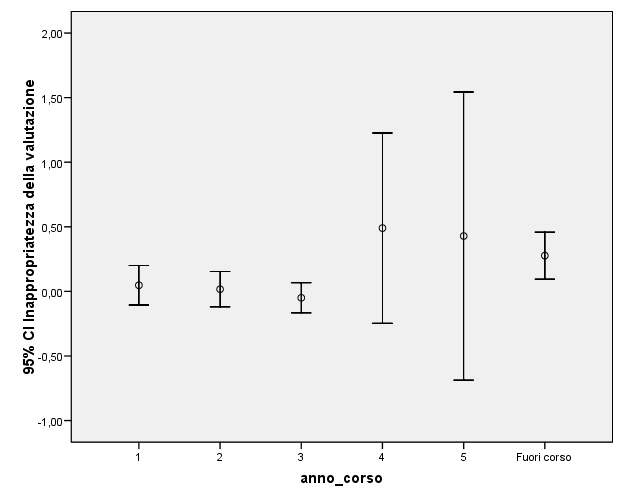 95% CI Inappropriatezza della valutazione
2,00
1,50
1,00
0,50
0,00
-0,50
-1,00
1 2 3 4 5 Fuori corso
anno_corso